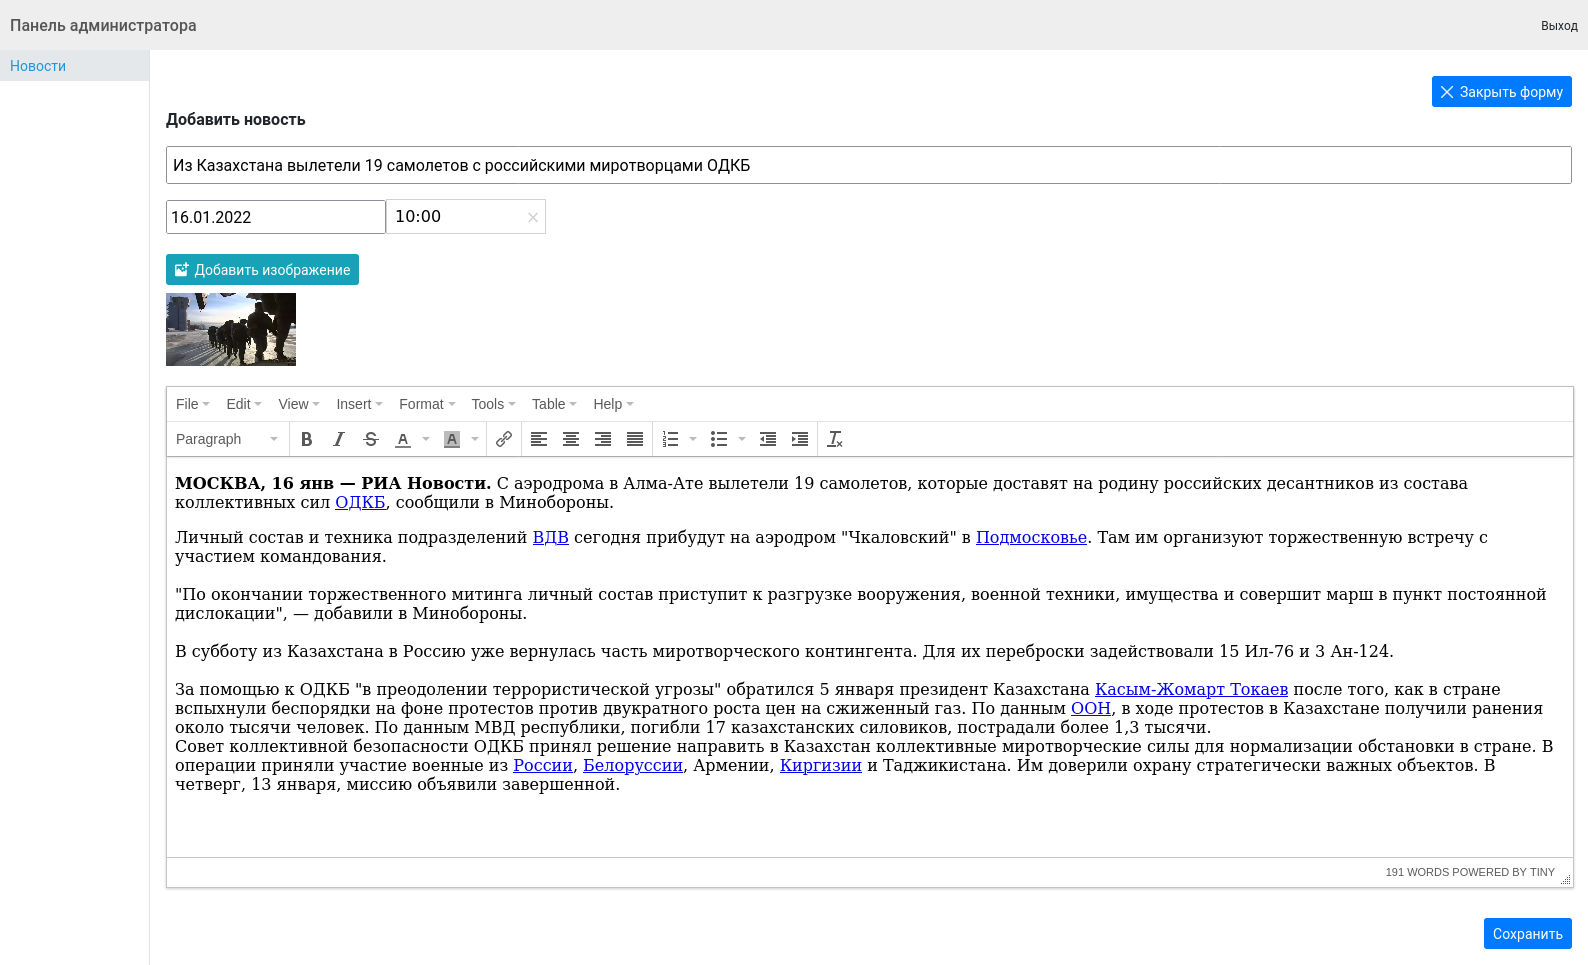 Панель администратора
Выход
Новости
Закрыть форму
Добавить новость
Из Казахстана вылетели 19 самолетов с российскими миротворцами ОДКБ
16.01.2022
10:00
Добавить изображение
File Edit View Insert Format Tools Table Help
Paragraph
МОСКВА, 16 янв — РИА Новости. С аэродрома в Алма-Ате вылетели 19 самолетов, которые доставят на родину российских десантников из состава
коллективных сил ОДКБ, сообщили в Минобороны.
Личный состав и техника подразделений ВДВ сегодня прибудут на аэродром "Чкаловский" в Подмосковье. Там им организуют торжественную встречу с
участием командования.
"По окончании торжественного митинга личный состав приступит к разгрузке вооружения, военной техники, имущества и совершит марш в пункт постоянной
дислокации", — добавили в Минобороны.
В субботу из Казахстана в Россию уже вернулась часть миротворческого контингента. Для их переброски задействовали 15 Ил-76 и 3 Ан-124.
За помощью к ОДКБ "в преодолении террористической угрозы" обратился 5 января президент Казахстана Касым-Жомарт Токаев после того, как в стране
вспыхнули беспорядки на фоне протестов против двукратного роста цен на сжиженный газ. По данным ООН, в ходе протестов в Казахстане получили ранения
около тысячи человек. По данным МВД республики, погибли 17 казахстанских силовиков, пострадали более 1,3 тысячи.
Совет коллективной безопасности ОДКБ принял решение направить в Казахстан коллективные миротворческие силы для нормализации обстановки в стране. В
операции приняли участие военные из России, Белоруссии, Армении, Киргизии и Таджикистана. Им доверили охрану стратегически важных объектов. В
четверг, 13 января, миссию объявили завершенной.
191 WORDS POWERED BY TINY
Сохранить